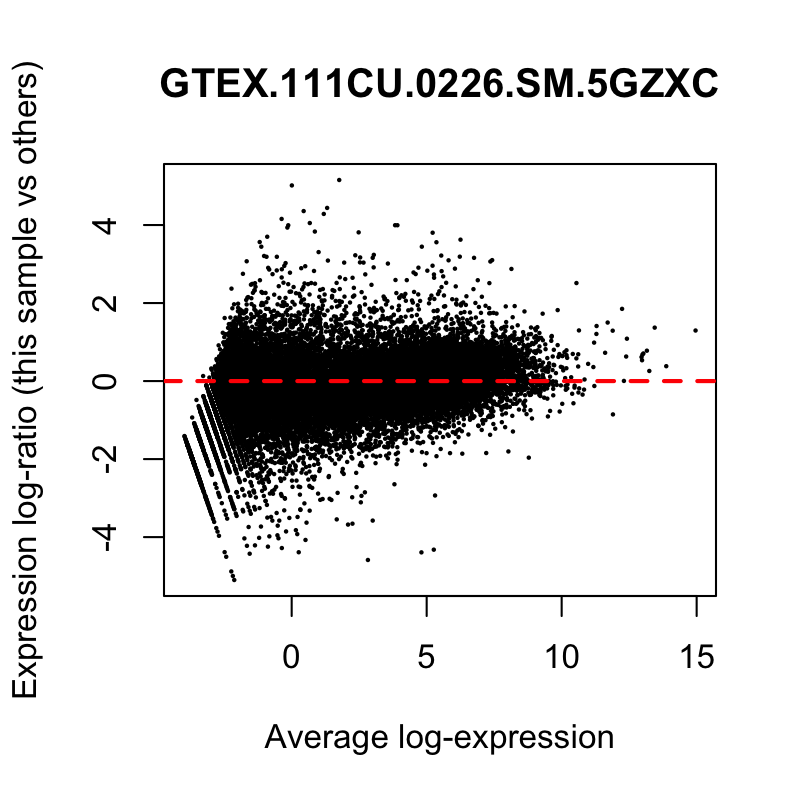 GTEX.111CU.0226.SM.5GZXC
Expression log-ratio (this sample vs others)
4
2
0
-2
-4
0 5 10 15
Average log-expression